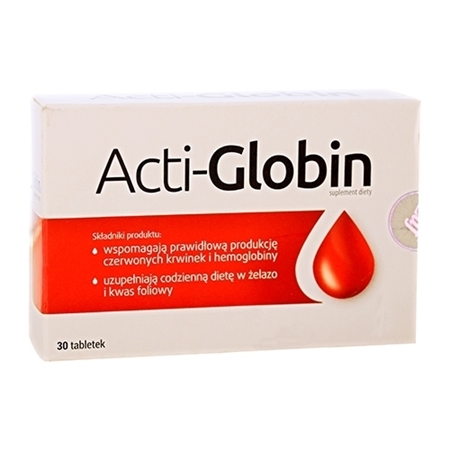 Acti-Globin
suplement diety
Składniki produktu:
• wspomagają prawidłową produkcję
czerwonych krwinek i hemoglobiny
• uzupełniają codzienną dietę w żelazo
i kwas foliowy
30 tabletek